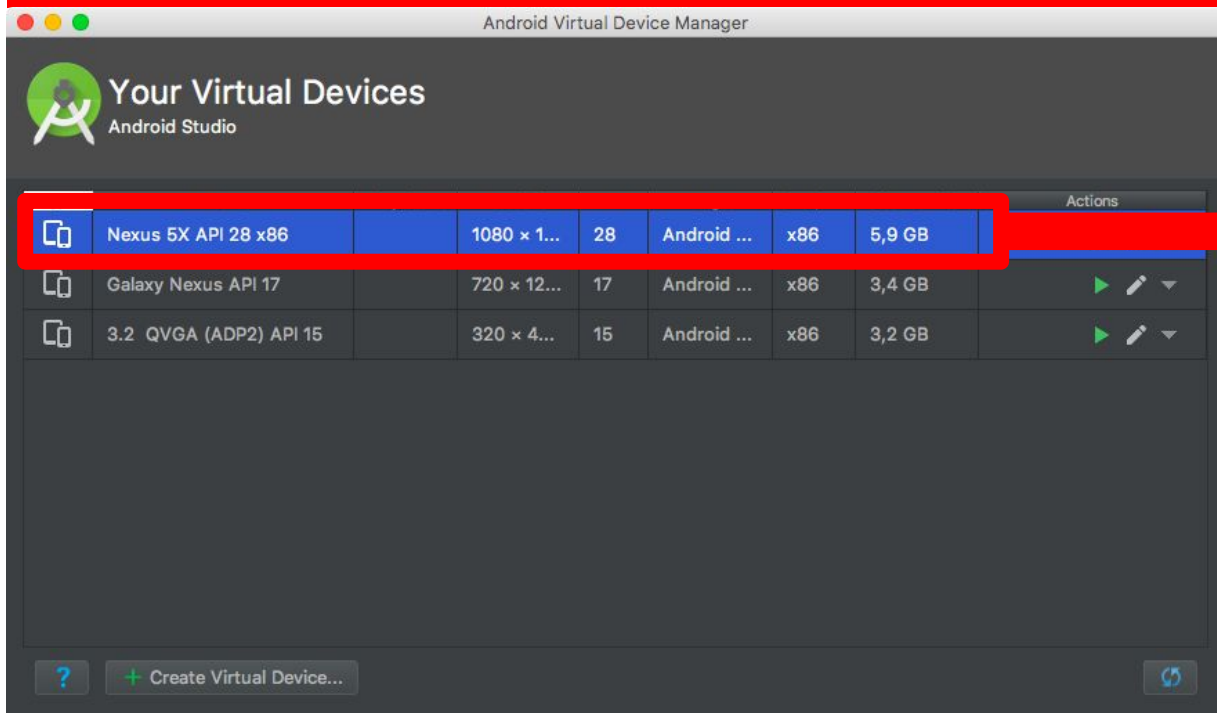 Android Virtual Device Manager
Your Virtual Devices
Android Studio
Actions
Nexus 5X API 28 x86 1080 × 1... 28 Android ... x86 5,9 GB
Galaxy Nexus API 17 720 × 12... 17 Android ... x86 3,4 GB
3.2 QVGA (ADP2) API 15 320 × 4... 15 Android ... x86 3,2 GB
? + Create Virtual Device...